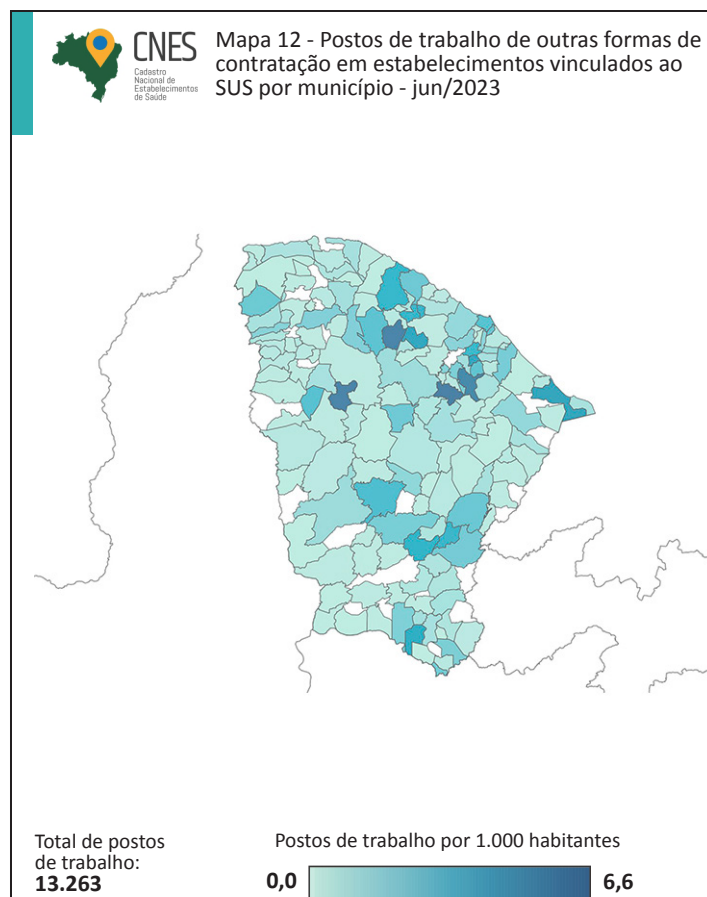 CNES
Cadastro
Nacional de
Estabelecimentos
de Saúde
Mapa 12 - Postos de trabalho de outras formas de
contratação em estabelecimentos vinculados ao
SUS por município - jun/2023
Total de postos
de trabalho:
13.263
Postos de trabalho por 1.000 habitantes
0,0
6,6